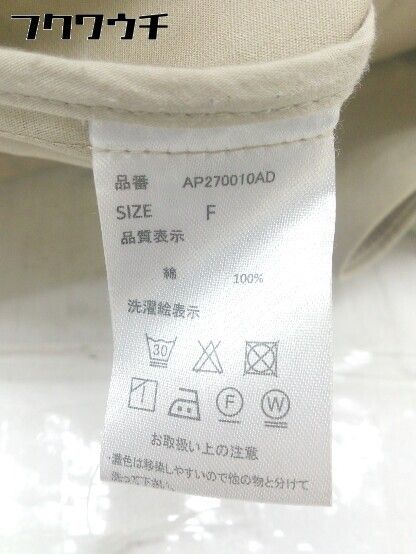 フクワウチ
品番 AP270010AD
SIZE F
品質表示
綿 100%
洗濯絵表示
30
F W
お取扱い上の注意
・濃色は移染しやすいので他の物と分けて
洗って下さい。